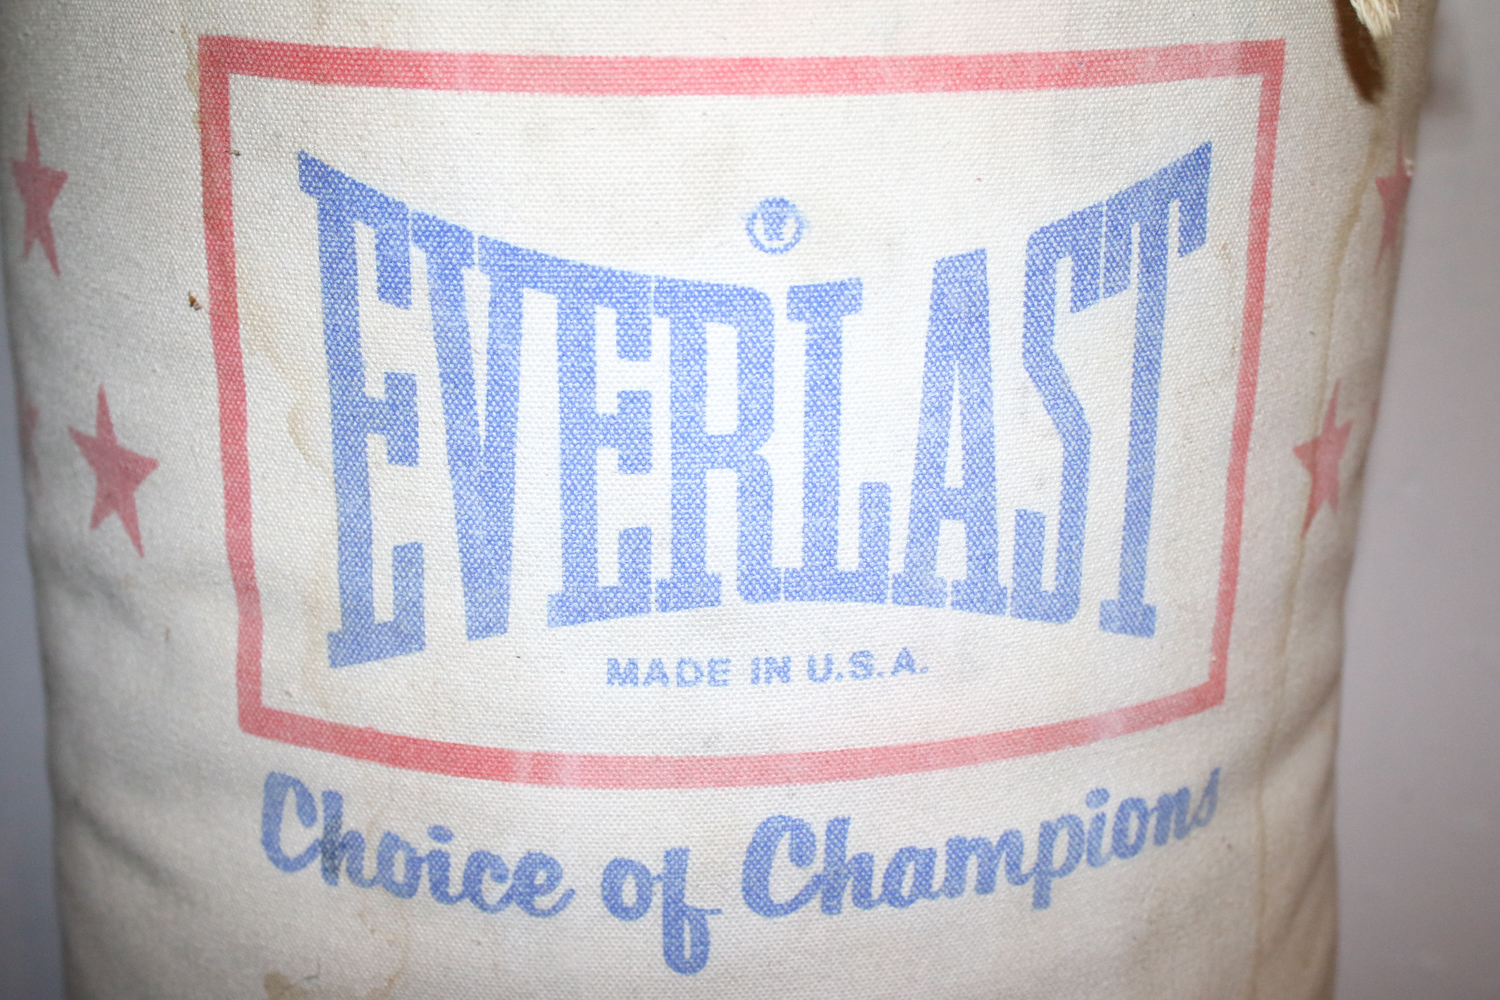 ®
EVERLAST
MADE IN U.S.A.
Choice of Champions